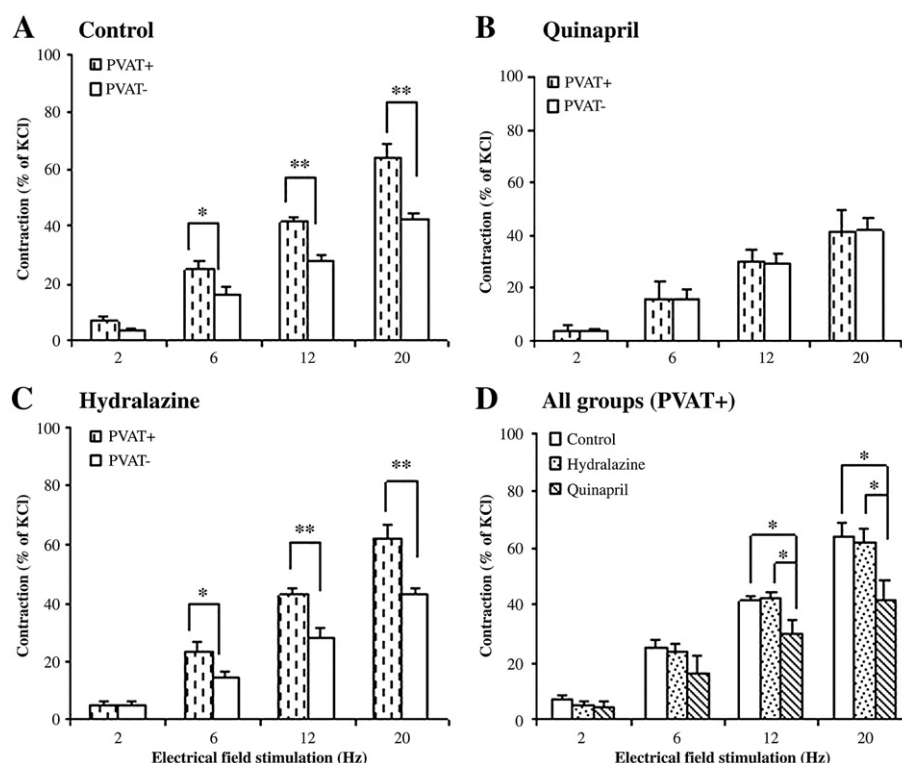 A Control
100
80
60
40
20
0
Contraction (% of KCl)
PVAT+
PVAT-
*
**
**
2 6 12 20
B Quinapril
100
80
60
40
20
0
Contraction (% of KCl)
PVAT+
PVAT-
2 6 12 20
C Hydralazine
100
80
60
40
20
0
Contraction (% of KCl)
PVAT+
PVAT-
*
**
**
2 6 12 20
Electrical field stimulation (Hz)
D All groups (PVAT+)
100
80
60
40
20
0
Contraction (% of KCl)
Control
Hydralazine
Quinapril
*
*
*
*
2 6 12 20
Electrical field stimulation (Hz)